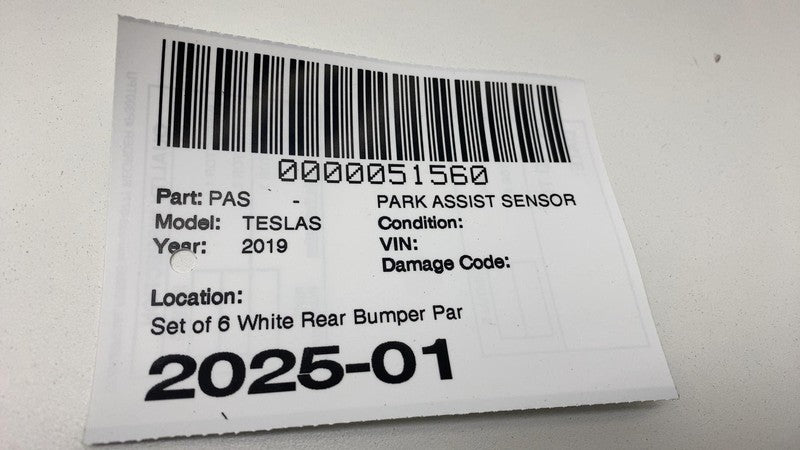 0000051560
Part: PAS - PARK ASSIST SENSOR
Model: TESLAS Condition:
Year: 2019 VIN:
Damage Code:
Location:
Set of 6 White Rear Bumper Par
2025-01